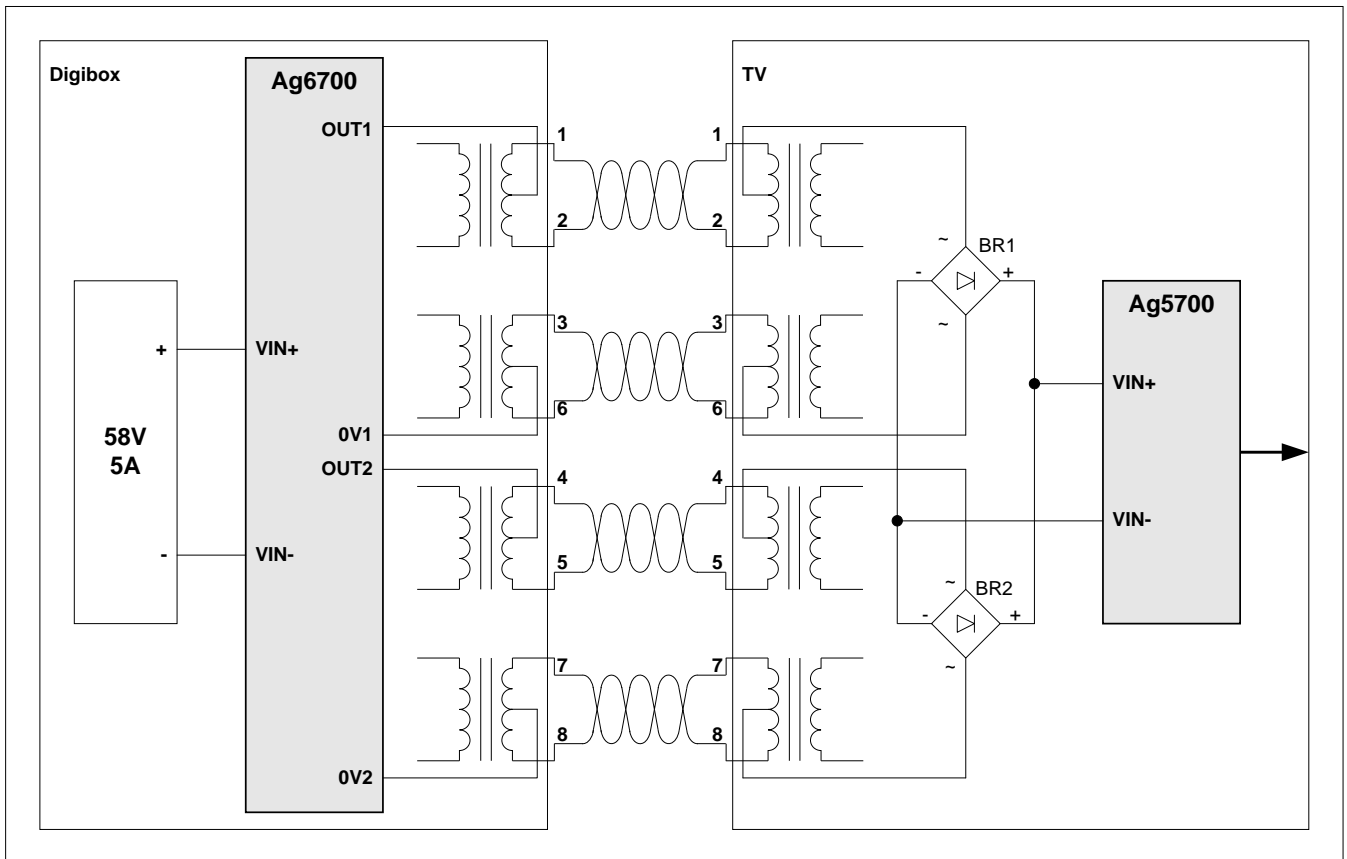 Digibox
Ag6700
OUT1
VIN+
VIN-
0V1
OUT2
0V2
+
58V
5A
-
1
2
3
6
4
5
7
8
TV
1
2
3
6
4
5
7
8
~
BR1
-
+
~
~
BR2
-
+
~
Ag5700
VIN+
VIN-